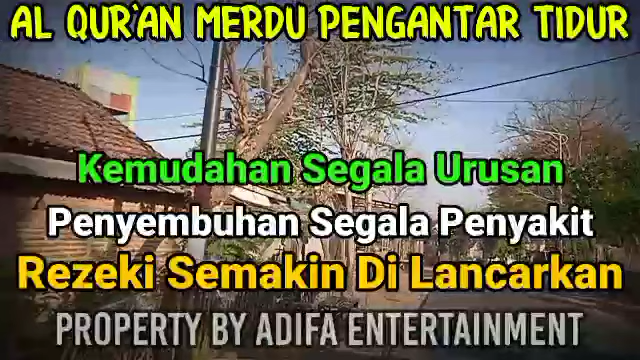 AL QUR'AN MERDU PENGANTAR TIDUR
Kemudahan Segala Urusan
Penyembuhan Segala Penyakit
Rezeki Semakin Di Lancarkan
PROPERTY BY ADIFA ENTERTAINMENT